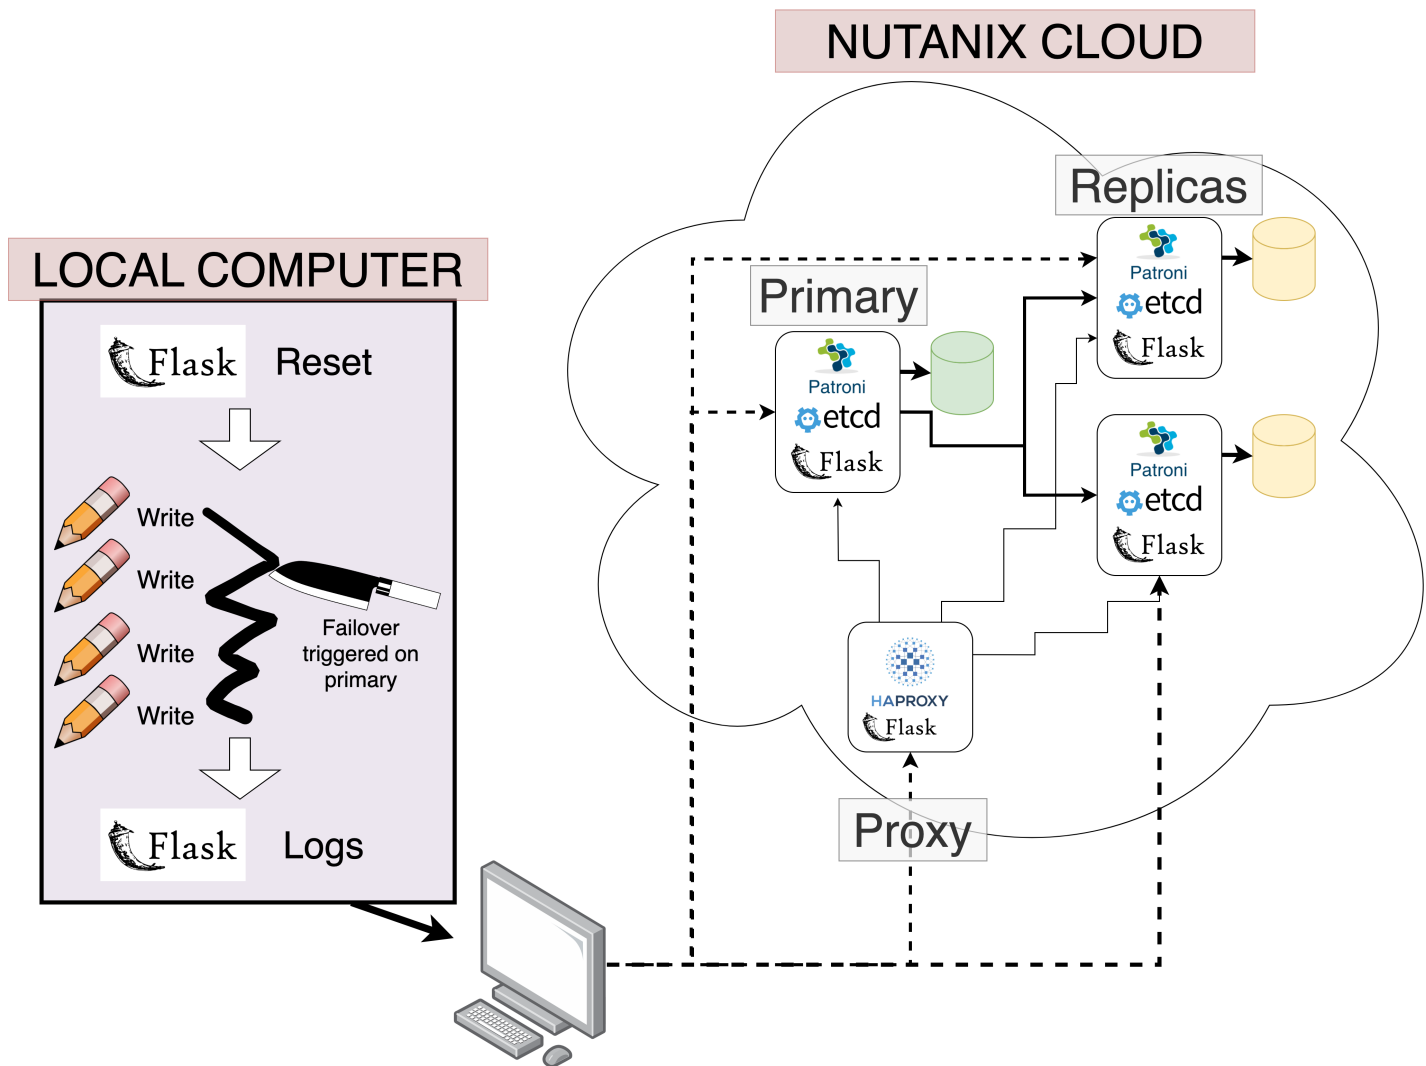 NUTANIX CLOUD
Replicas
Patroni
etcd
Flask
LOCAL COMPUTER
Primary
Patroni
etcd
Flask
Flask Reset
Patroni
etcd
Flask
Write
Write
Failover
triggered on
primary
Write
Write
HAPROXY
Flask
Proxy
Flask Logs